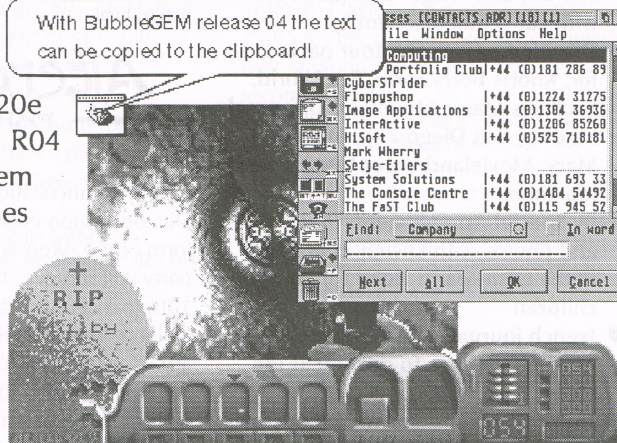 With BubbleGEM release 04 the text
can be copied to the clipboard!
20e
R04
em
es
sses [CONTACTS.ADR] [18] [1]
ile Window Options Help
Computing
Portfolio Club|+44 (0)181 286 89
CyberSTrider
Floppyshop |+44 (0)1224 31275
Image Applications |+44 (0)1304 36936
InterActive |+44 (0)1206 85260
HiSoft |+44 (0)525 718181
Mark Wherry
Setje-Eilers
System Solutions |+44 (0)181 693 33
The Console Centre |+44 (0)1484 54492
The FaST Club |+44 (0)115 945 52
Find: Company In word
Next all OK Cancel
RIP
054